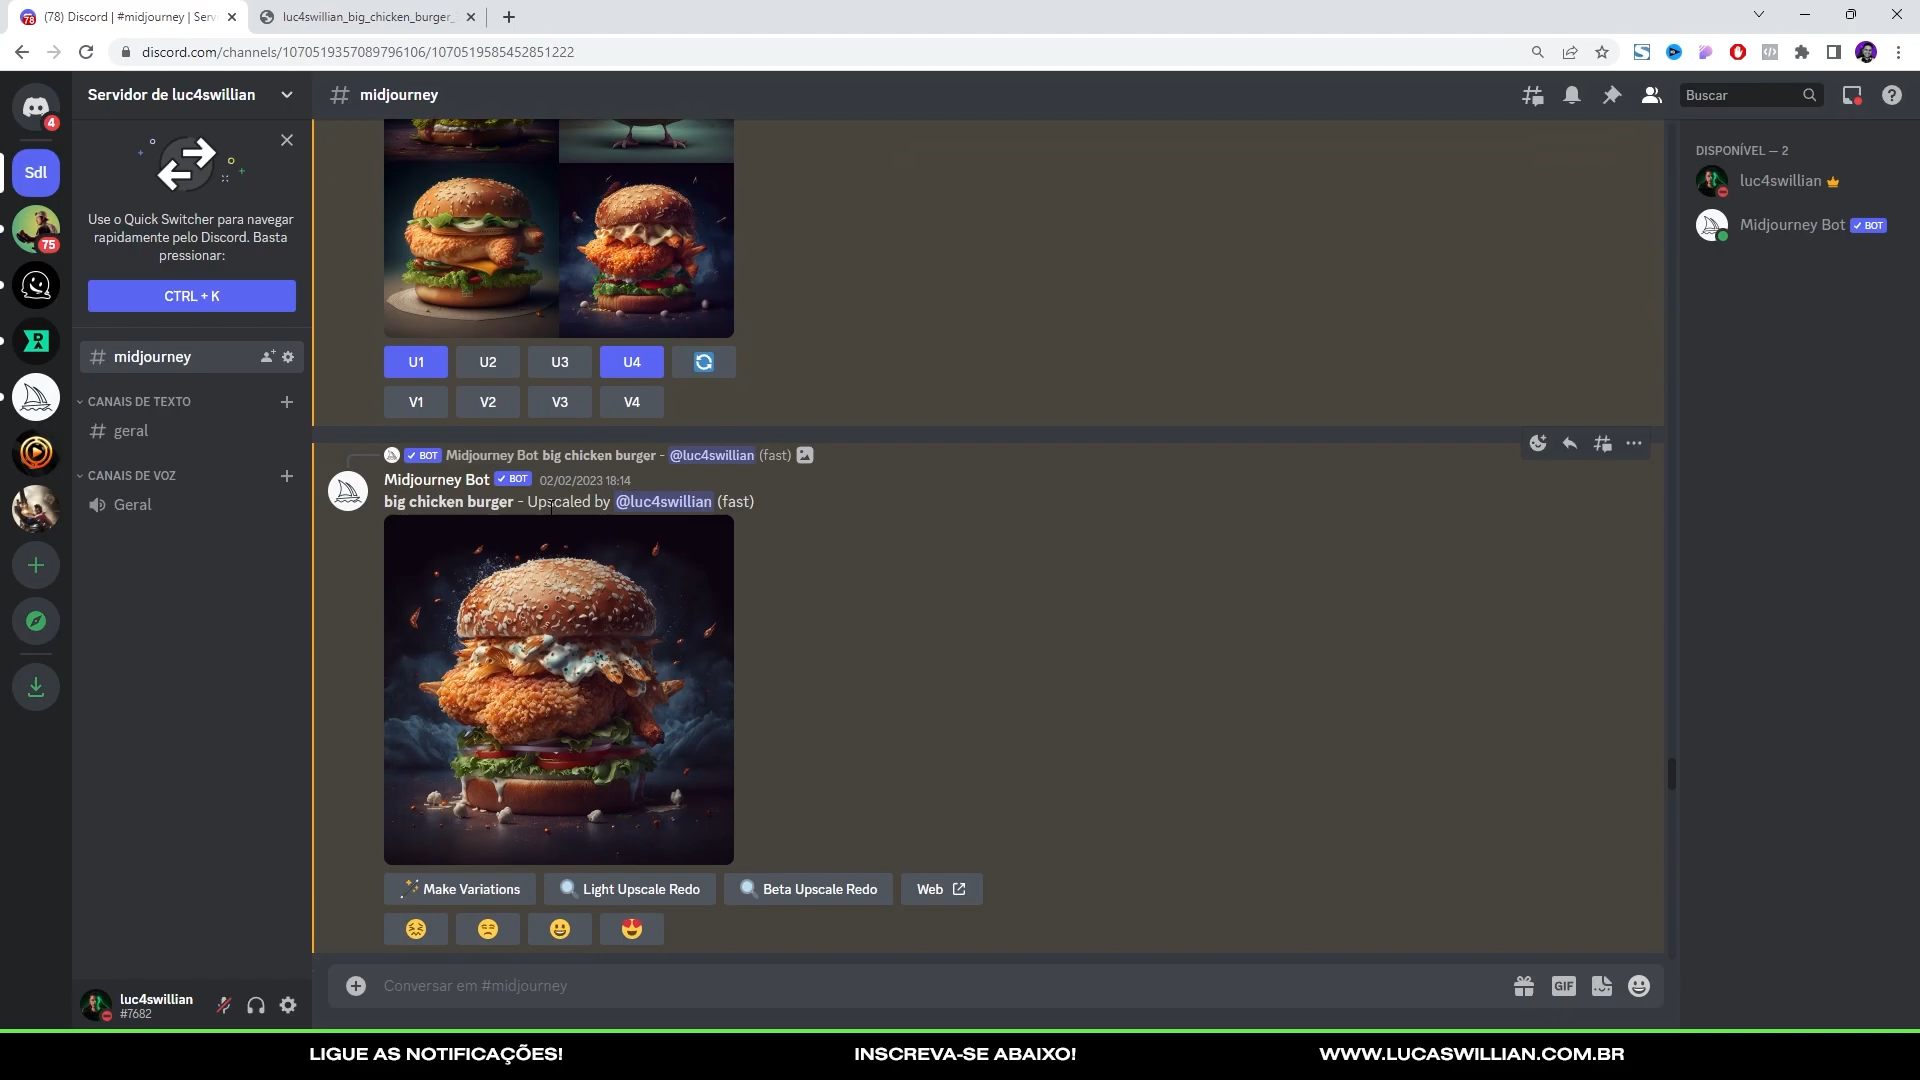 (78) Discord | #midjourney | Serv
luc4swillian_big_chicken_burger_
discord.com/channels/1070519357089796106/1070519585452851222
4
Sdl
75
Servidor de luc4swillian
Use o Quick Switcher para navegar
rapidamente pelo Discord. Basta
pressionar:
CTRL + K
midjourney
CANAIS DE TEXTO
geral
CANAIS DE VOZ
Geral
luc4swillian
#7682
midjourney
Buscar
U1 U2 U3 U4
V1 V2 V3 V4
BOT Midjourney Bot big chicken burger - @luc4swillian (fast)
Midjourney Bot BOT 02/02/2023 18:14
big chicken burger - Upscaled by @luc4swillian (fast)
Make Variations Light Upscale Redo Beta Upscale Redo Web
Conversar em #midjourney
GIF
DISPONÍVEL — 2
luc4swillian
Midjourney Bot BOT
LIGUE AS NOTIFICAÇÕES! INSCREVA-SE ABAIXO! WWW.LUCASWILLIAN.COM.BR